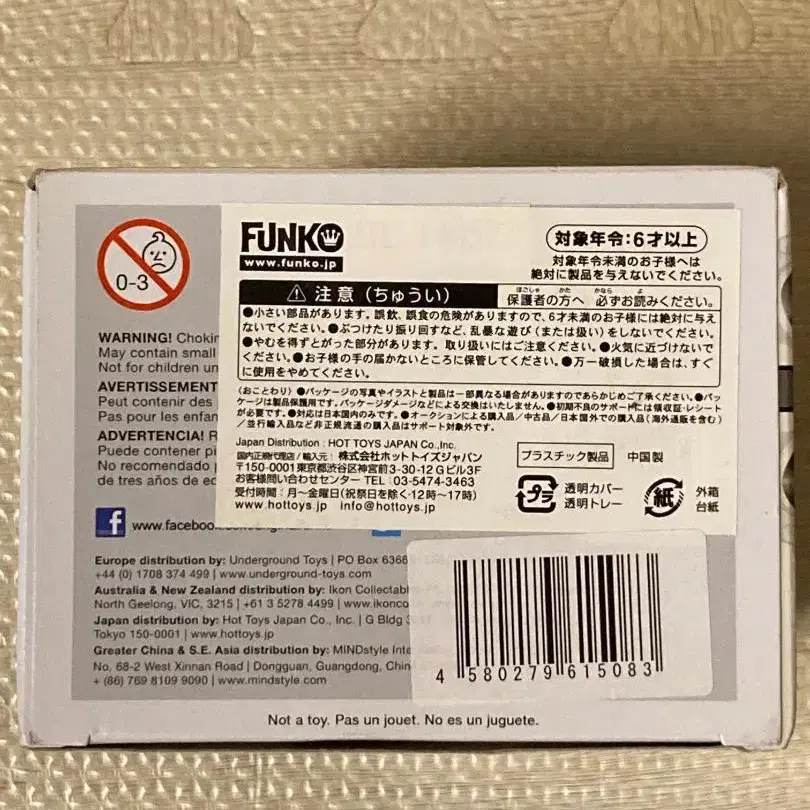 0-3
WARNING! Choki
May contain small
Not for children un
AVERTISSEMENT
Peut contenir des
Pas pour les enfan
ADVERTENCIA! R
Puede contener pi
No recomendado p
de tres años de ed
www.facebook
FUNKO
www.funko.jp
対象年令:6才以上
対象年令未満のお子様へは
絶対に製品を与えないでください。
注意(ちゅうい)
保護者の方へ 必ずお読みください。
●小さい部品があります。誤飲、誤食の危険がありますので、6才未満のお子様には絶対に与え
ないでください。●ぶつけたり振り回すなど、乱暴な遊び(または扱い)をしないでください。
●やむを得ずとがった部分があります。取り扱いにはご注意ください。●火気に近づけないで
ください。●お子様の手の届かないところに保管してください。●万一破損した場合は、すぐ
に使用をやめてください。
(おことわり)●パッケージの写真やイラストと製品は一部異なる場合がありますのであらかじめご了承ください。●パッ
ケージは製品保護用です。パッケージダメージなどによる交換はいたしません。●初期不良のサポートには領収証・レシート
が必要です。●対応は日本国内のみです。●オークションによる購入品/中古品/日本国外での購入品(海外通販を含む)
/並行輸入品など非正規流通の購入品はサポート対象外です。
Japan Distribution : HOT TOYS JAPAN Co.,Inc.
国内正規代理店/輸入元: 株式会社ホットトイズジャパン
〒150-0001東京都渋谷区神宮前3-30-12 G ビル3F
お客様問い合わせセンター TEL 03-5474-3463
受付時間:月〜金曜日(祝祭日を除く・12時〜17時)
www.hottoys.jp info@hottoys.jp
プラスチック製品
中国製
プラ
透明カバー
透明トレー
紙
外箱
台紙
Europe distribution by: Underground Toys | PO Box 6366
+44 (0) 1708 374 499 | www.underground-toys.com
Australia & New Zealand distribution by: Ikon Collectab
North Geelong, VIC, 3215 | +61 3 5278 4499 | www.ikonco
Japan distribution by: Hot Toys Japan Co., Inc. | G Bldg 3
Tokyo 150-0001 | www.hottoys.jp
Greater China & S.E. Asia distribution by: MINDstyle Inte
No. 68-2 West Xinnan Road | Dongguan, Guangdong, Chin
+ (86) 769 8109 9090 | www.mindstyle.com
4 580279 615083
Not a toy. Pas un jouet. No es un juguete.